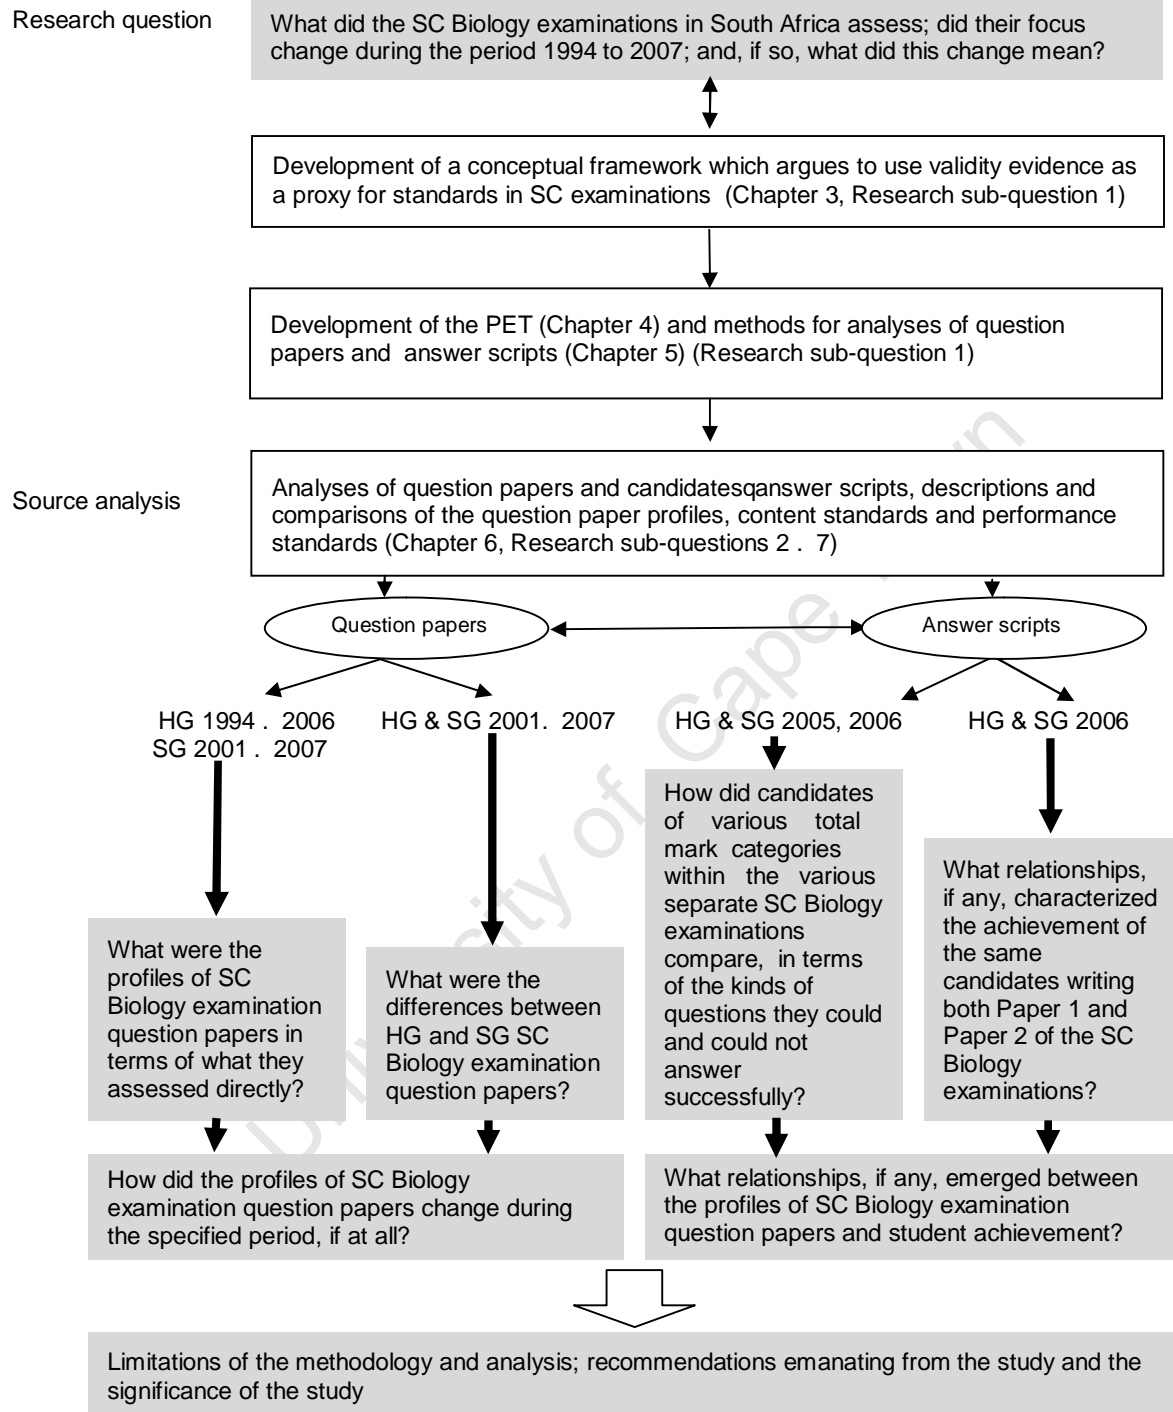 Research question
What did the SC Biology examinations in South Africa assess; did their focus
change during the period 1994 to 2007; and, if so, what did this change mean?
Development of a conceptual framework which argues to use validity evidence as
a proxy for standards in SC examinations (Chapter 3, Research sub-question 1)
Development of the PET (Chapter 4) and methods for analyses of question
papers and answer scripts (Chapter 5) (Research sub-question 1)
Source analysis
Analyses of question papers and candidatesqanswer scripts, descriptions and
comparisons of the question paper profiles, content standards and performance
standards (Chapter 6, Research sub-questions 2 . 7)
Question papers
Answer scripts
HG 1994 . 2006
SG 2001 . 2007
HG & SG 2001. 2007
HG & SG 2005, 2006
HG & SG 2006
What were the
profiles of SC
Biology examination
question papers in
terms of what they
assessed directly?
What were the
differences between
HG and SG SC
Biology examination
question papers?
How did candidates
of various total
mark categories
within the various
separate SC Biology
examinations
compare, in terms
of the kinds of
questions they could
and could not
answer
successfully?
What relationships,
if any, characterized
the achievement of
the same
candidates writing
both Paper 1 and
Paper 2 of the SC
Biology
examinations?
How did the profiles of SC Biology
examination question papers change during
the specified period, if at all?
What relationships, if any, emerged between
the profiles of SC Biology examination
question papers and student achievement?
Limitations of the methodology and analysis; recommendations emanating from the study and the
significance of the study
University of Cape Town